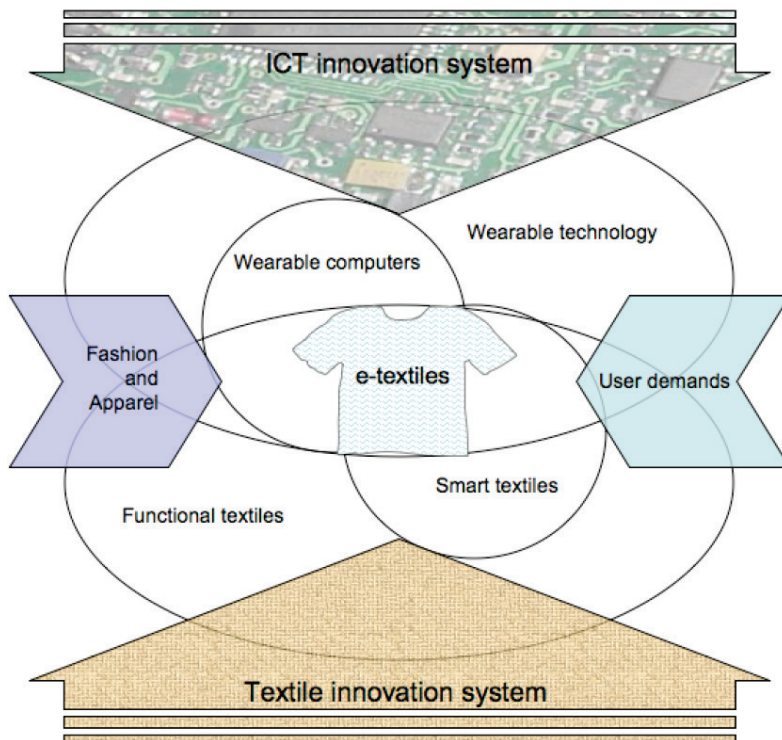 ICT innovation system
Wearable technology
Wearable computers
Fashion
and
Apparel
e-textiles
User demands
Smart textiles
Functional textiles
Textile innovation system